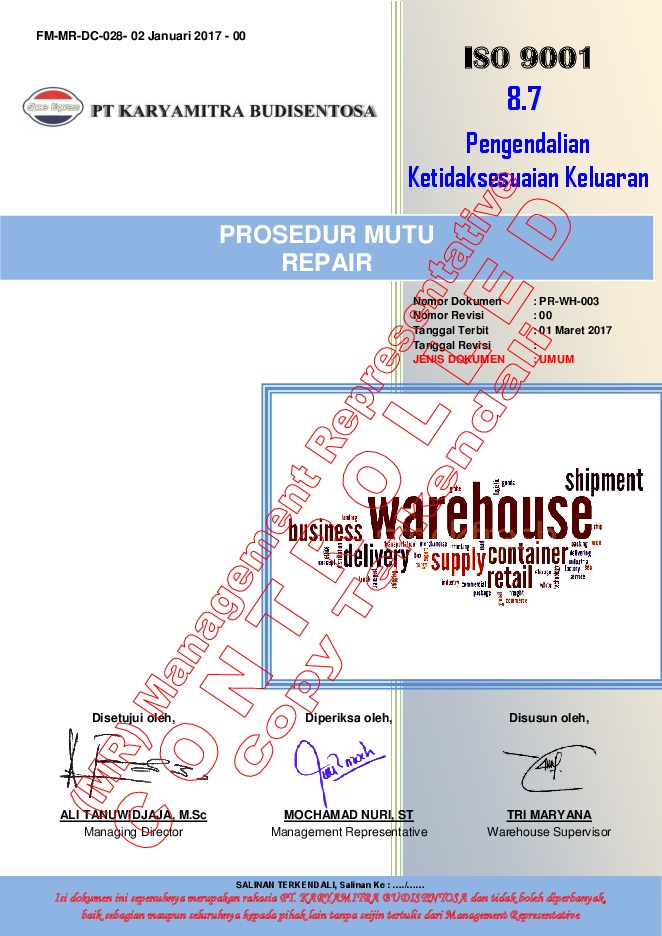 FM-MR-DC-028- 02 Januari 2017 - 00
ISO 9001
8.7
Pengendalian
Ketidaksesuaian Keluaran
Shoe Express
PT KARYAMITRA BUDISENTOSA
PROSEDUR MUTU
REPAIR
Nomor Dokumen : PR-WH-003
Nomor Revisi : 00
Tanggal Terbit : 01 Maret 2017
Tanggal Revisi :
JENIS DOKUMEN : UMUM
(MR) Management Representative
CONTROLLED
Copy Terkendali
shipment
warehouse
business
delivery
supply
container
retail
Disetujui oleh,
Diperiksa oleh,
Disusun oleh,
ALI TANUWIDJAJA, M.Sc
MOCHAMAD NURI, ST
TRI MARYANA
Managing Director
Management Representative
Warehouse Supervisor
SALINAN TERKENDALI, Salinan Ke : ..../......
Isi dokumen ini sepenuhnya merupakan rahasia PT. KARYAMITRA BUDISENTOSA dan tidak boleh diperbanyak,
baik sebagian maupun seluruhnya kepada pihak lain tanpa seijin tertulis dari Management Representative.